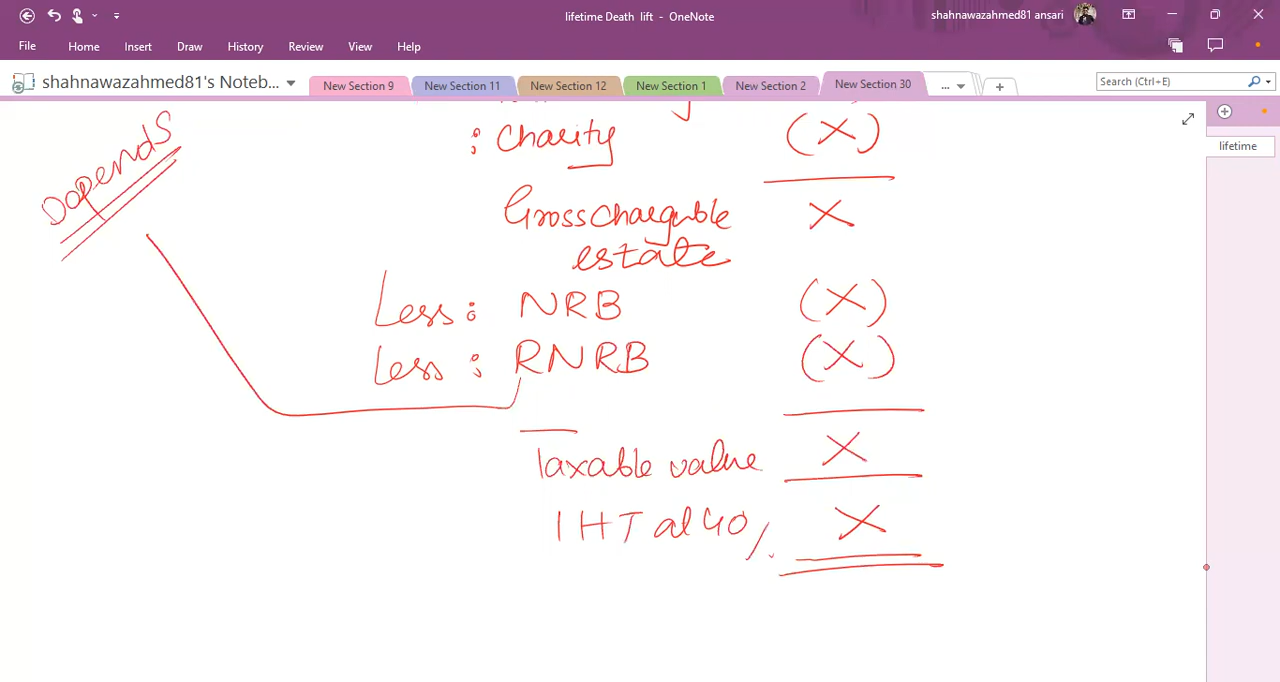 lifetime Death lift - OneNote
shahnawazahmed81 ansari
File Home Insert Draw History Review View Help
shahnawazahmed81's Noteb...
New Section 9 New Section 11 New Section 12 New Section 1 New Section 2 New Section 30 ...
Search (Ctrl+E)
lifetime
Depends
: Charity (X)
Gross chargeable X
estate
Less: NRB (X)
Less: RNRB (X)
Taxable value X
IHT at 40% X